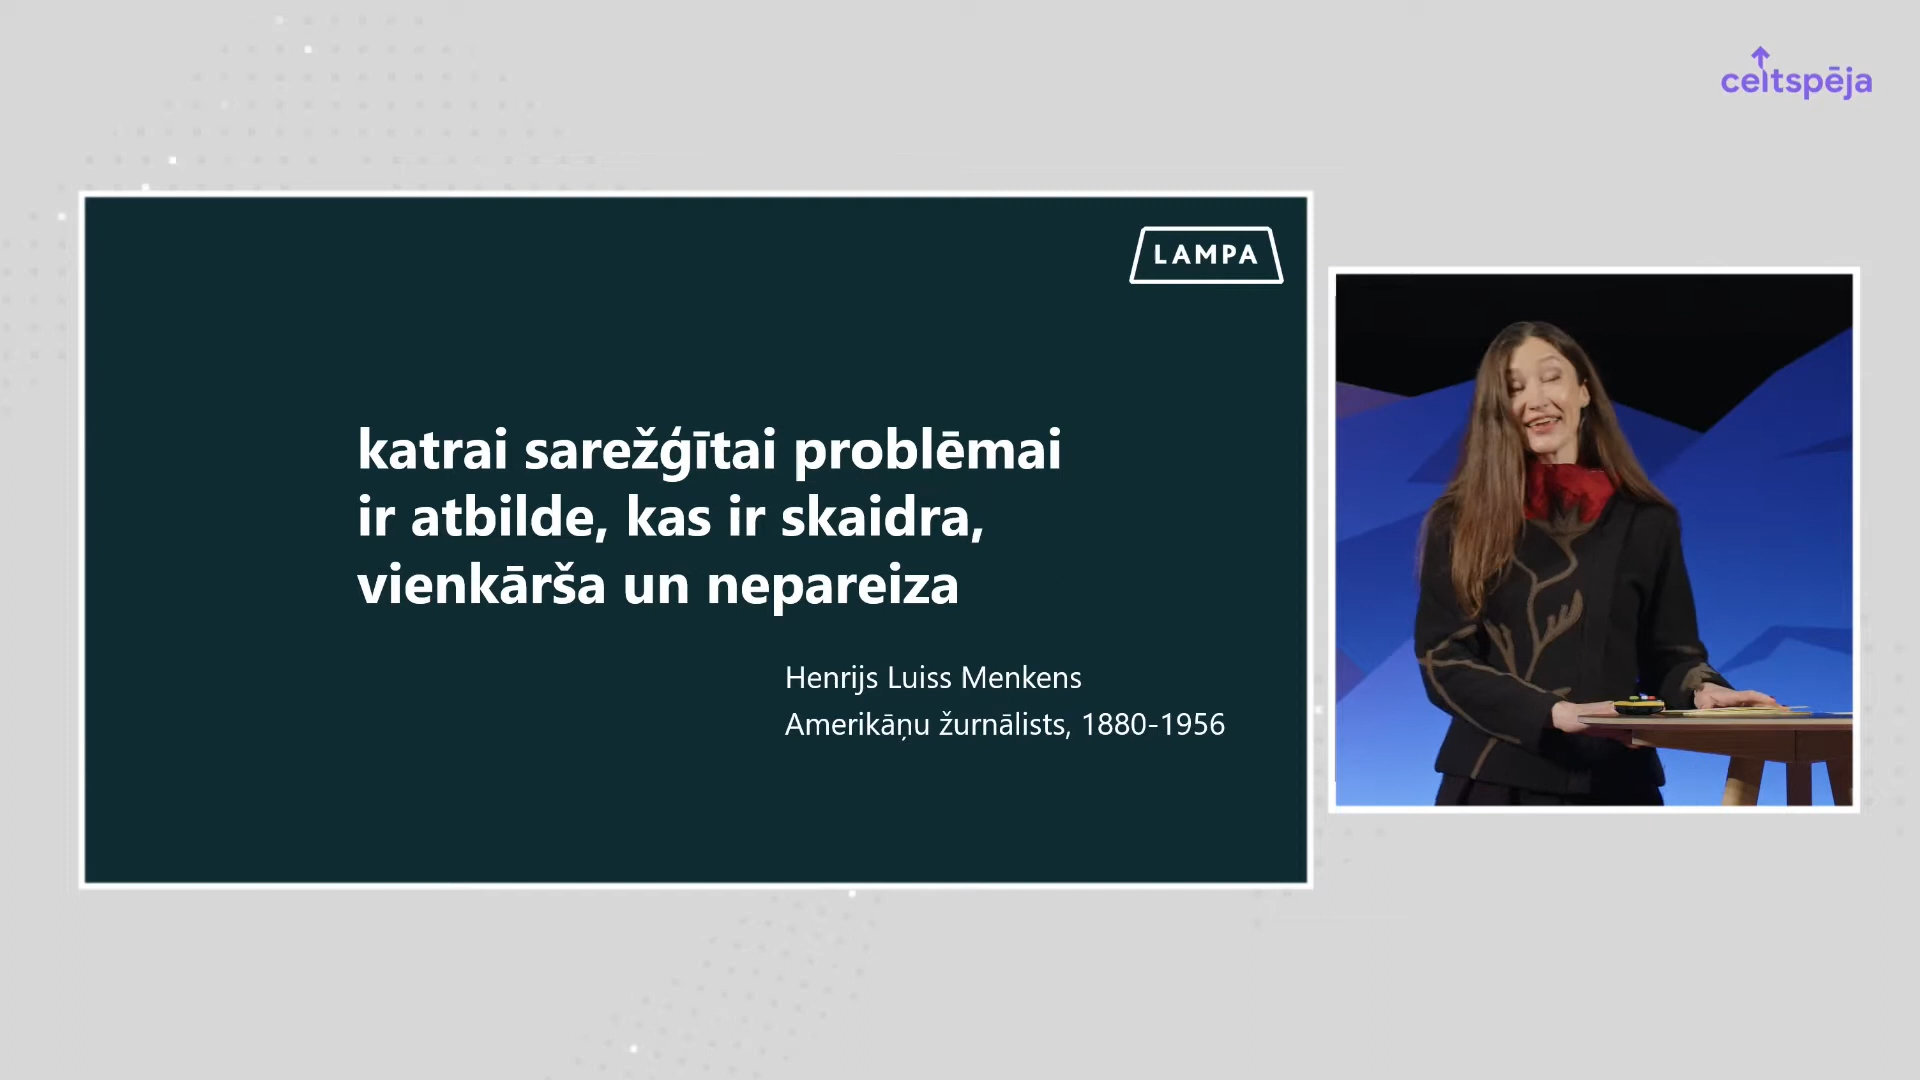 celtspēja
LAMPA
katrai sarežģītai problēmai
ir atbilde, kas ir skaidra,
vienkārša un nepareiza
Henrijs Luiss Menkens
Amerikāņu žurnālists, 1880-1956